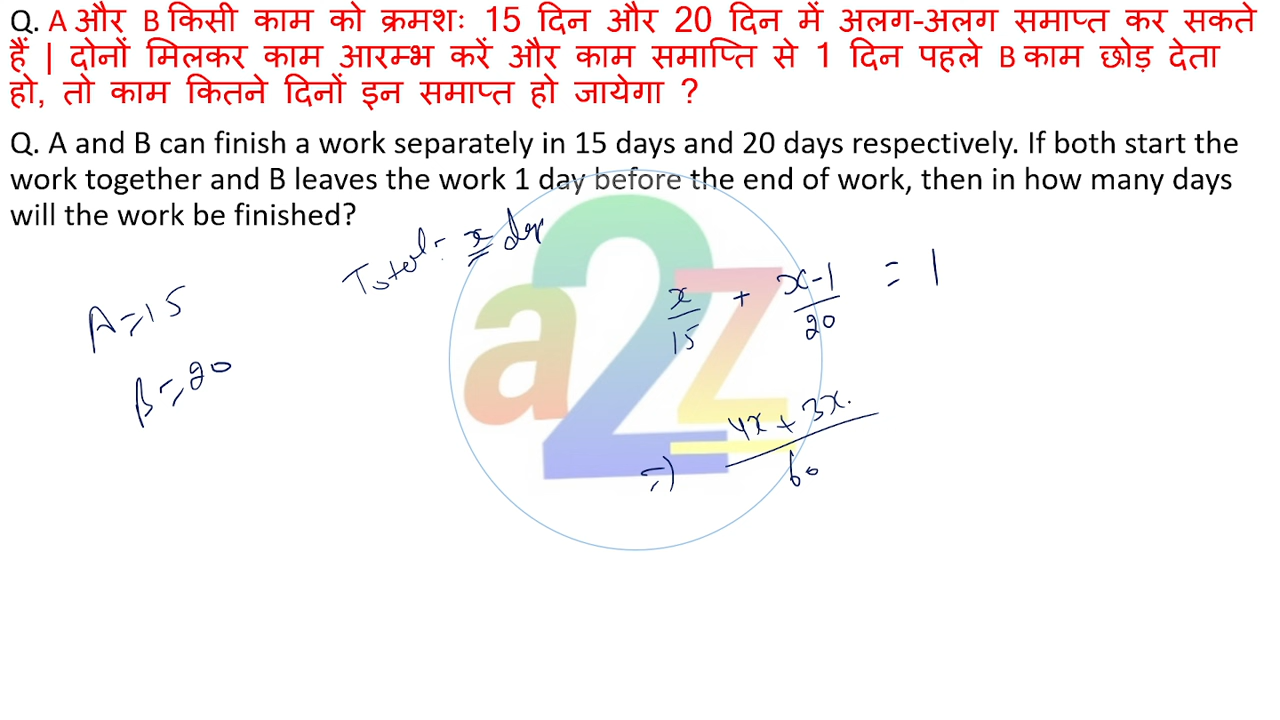 Q. A और B किसी काम को क्रमशः 15 दिन और 20 दिन में अलग-अलग समाप्त कर सकते
हैं | दोनों मिलकर काम आरम्भ करें और काम समाप्ति से 1 दिन पहले B काम छोड़ देता
हो, तो काम कितने दिनों इन समाप्त हो जायेगा ?
Q. A and B can finish a work separately in 15 days and 20 days respectively. If both start the
work together and B leaves the work 1 day before the end of work, then in how many days
will the work be finished?
Total = x
A = 15
B = 20
x/15 + x-1/20 = 1
=) 4x + 3x. / 60
a2z